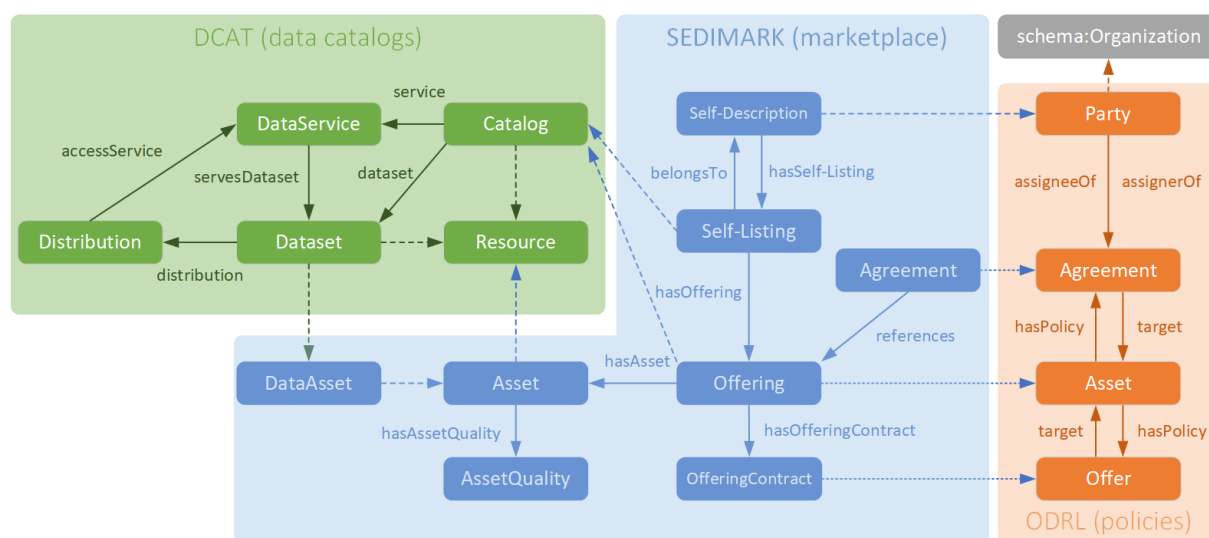 DCAT (data catalogs)
SEDIMARK (marketplace)
schema:Organization
service
DataService
Catalog
Self-Description
Party
accessService
servesDataset
dataset
belongsTo
hasSelf-Listing
assigneeOf
assignerOf
Distribution
Dataset
Resource
Self-Listing
distribution
Agreement
Agreement
hasOffering
hasPolicy
target
references
hasAsset
DataAsset
Asset
Offering
Asset
hasAssetQuality
hasOfferingContract
target
hasPolicy
AssetQuality
OfferingContract
Offer
ODRL (policies)